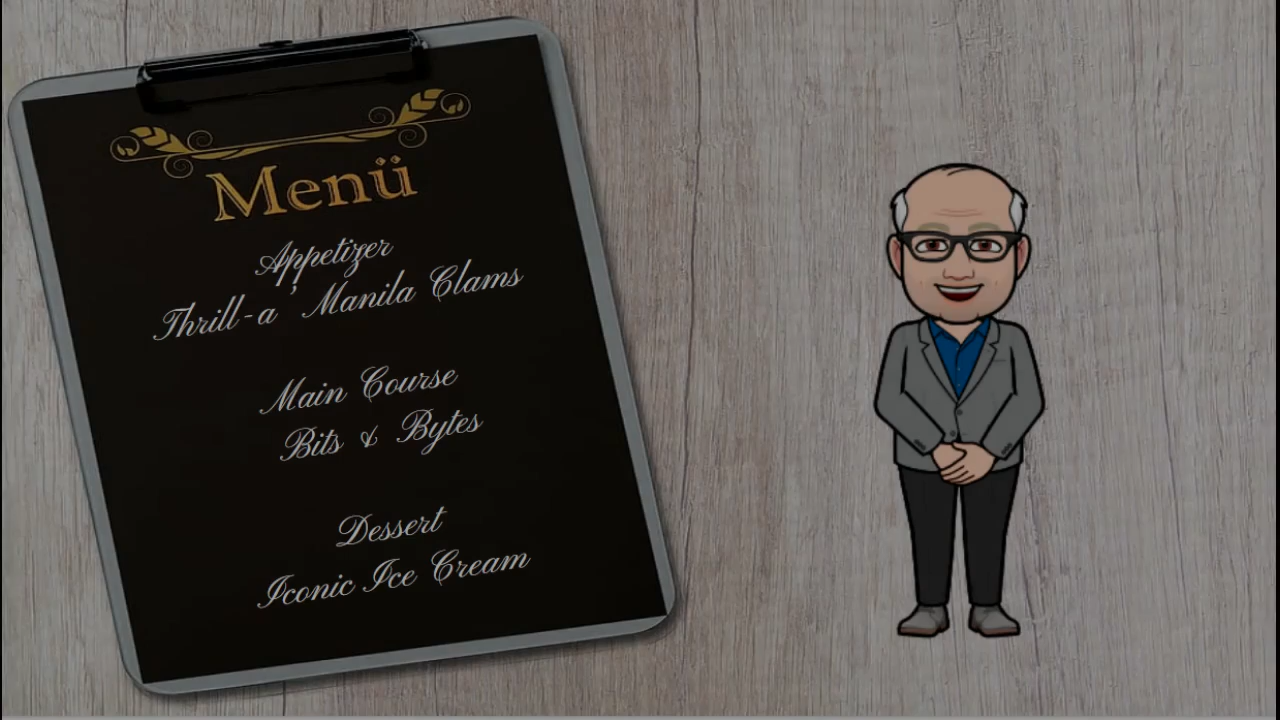 Menü
Appetizer
Thrill-a' Manila Clams
Main Course
Bits & Bytes
Dessert
Iconic Ice Cream